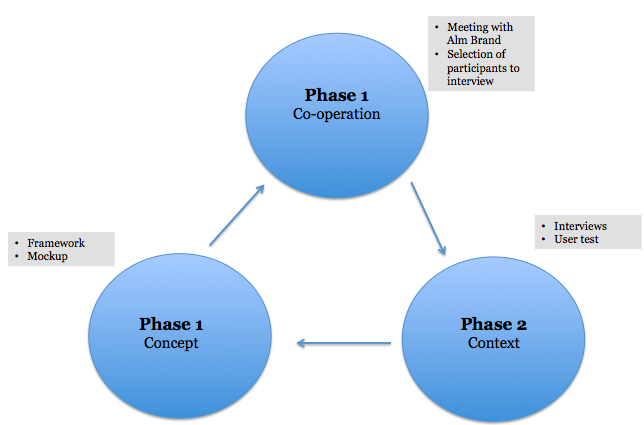 • Meeting with
Alm Brand
• Selection of
participants to
interview
Phase 1
Co-operation
• Interviews
• User test
• Framework
• Mockup
Phase 2
Context
Phase 1
Concept